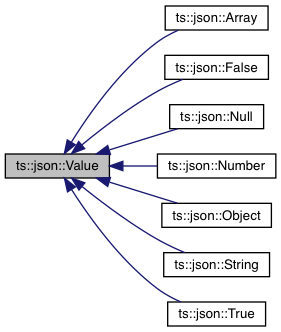 ts::json::Array
ts::json::False
ts::json::Null
ts::json::Value
ts::json::Number
ts::json::Object
ts::json::String
ts::json::True